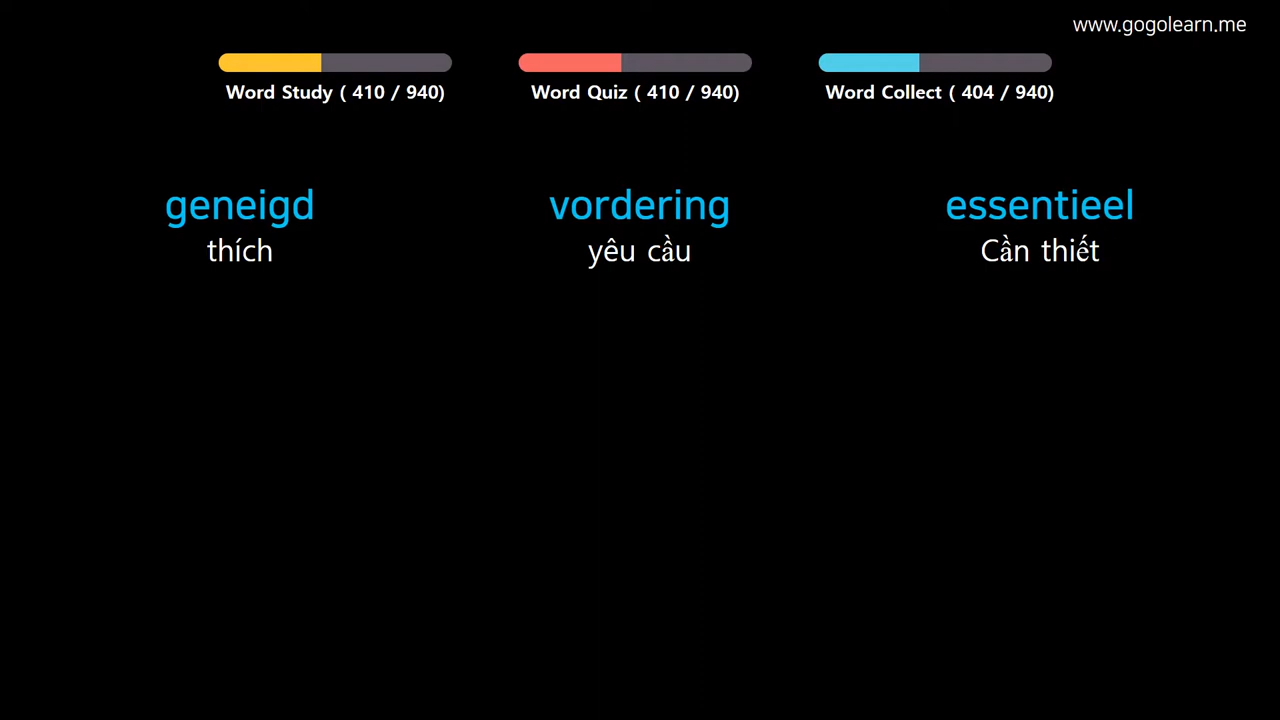 www.gogolearn.me
Word Study ( 410 / 940)
Word Quiz ( 410 / 940)
Word Collect ( 404 / 940)
geneigd
thích
vordering
yêu cầu
essentieel
Cần thiết